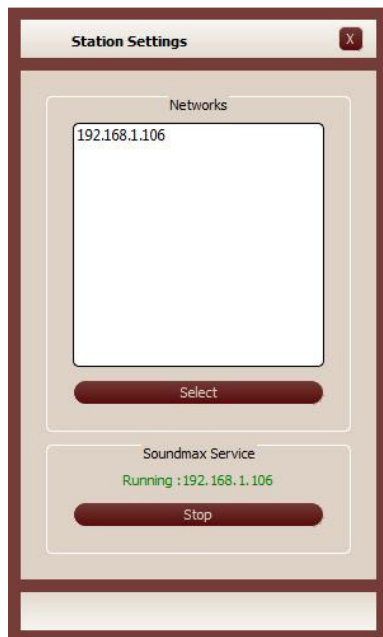 Station Settings
X
Networks
192.168.1.106
Select
Soundmax Service
Running :192.168.1.106
Stop